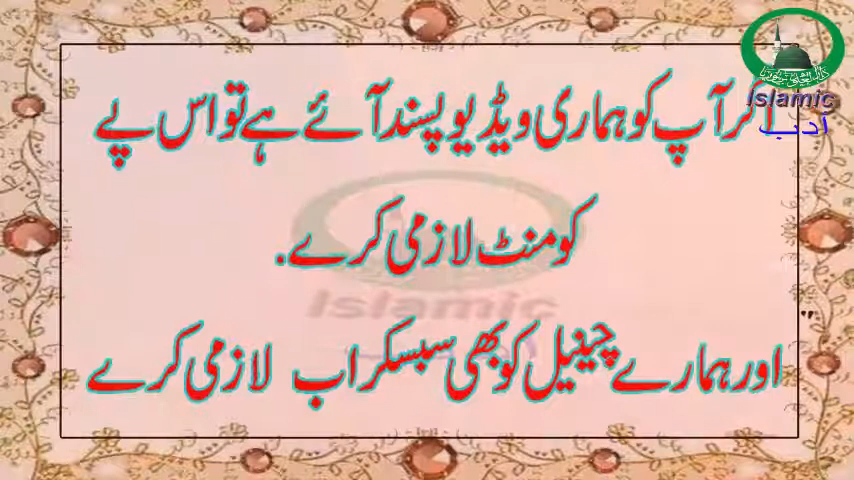 Islamic
ادب
اگر آپ کو ہماری ویڈیو پسند آئے ہے تو اس پے
کومنٹ لازمی کرے.
Islamic
"
اور ہمارے چینیل کو بھی سبسکراب لازمی کرے